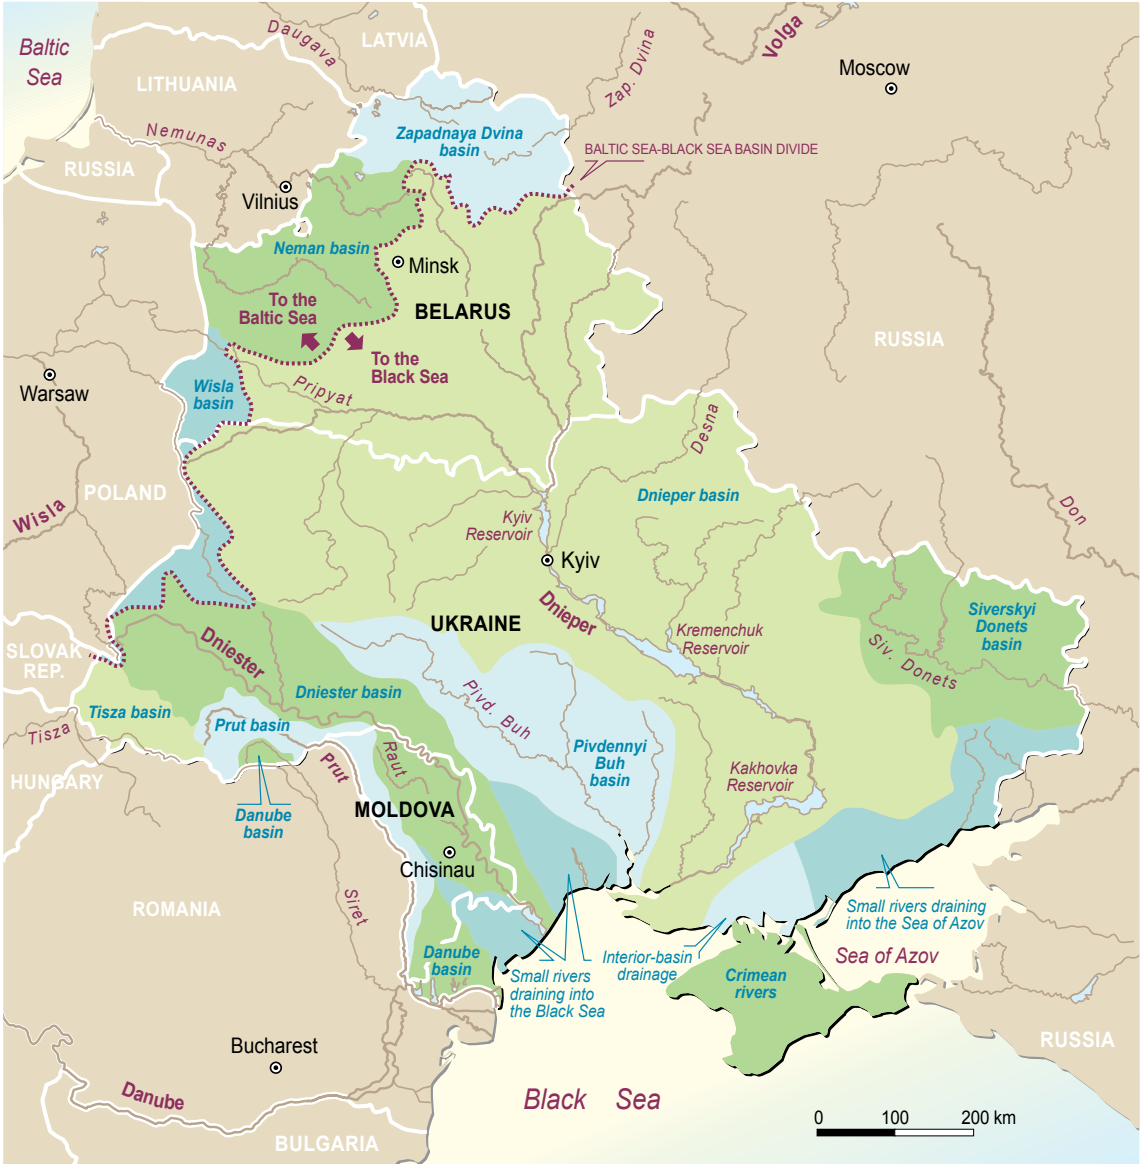 Baltic
Sea
Daugava
LATVIA
Zap. Dvina
Volga
Moscow
LITHUANIA
Nemunas
Zapadnaya Dvina
basin
BALTIC SEA-BLACK SEA BASIN DIVIDE
RUSSIA
Vilnius
Neman basin
Minsk
To the
Baltic Sea
BELARUS
To the
Black Sea
RUSSIA
Warsaw
Wisla
basin
Pripyat
Desna
POLAND
Wisla
Dnieper basin
Don
Kyiv
Reservoir
Kyiv
Dnieper
UKRAINE
Siverskyi
Donets
basin
Kremenchuk
Reservoir
Siv. Donets
SLOVAK
REP.
Dniester
Dniester basin
Tisza basin
Prut basin
Pivd. Buh
Tisza
Pivdennyi
Buh
basin
HUNGARY
Prut
Raut
Kakhovka
Reservoir
Danube
basin
MOLDOVA
Chisinau
Siret
ROMANIA
Small rivers draining
into the Sea of Azov
Danube
basin
Small rivers
draining into
the Black Sea
Interior-basin
drainage
Sea of Azov
Crimean
rivers
Bucharest
RUSSIA
Danube
Black Sea
BULGARIA
0 100 200 km